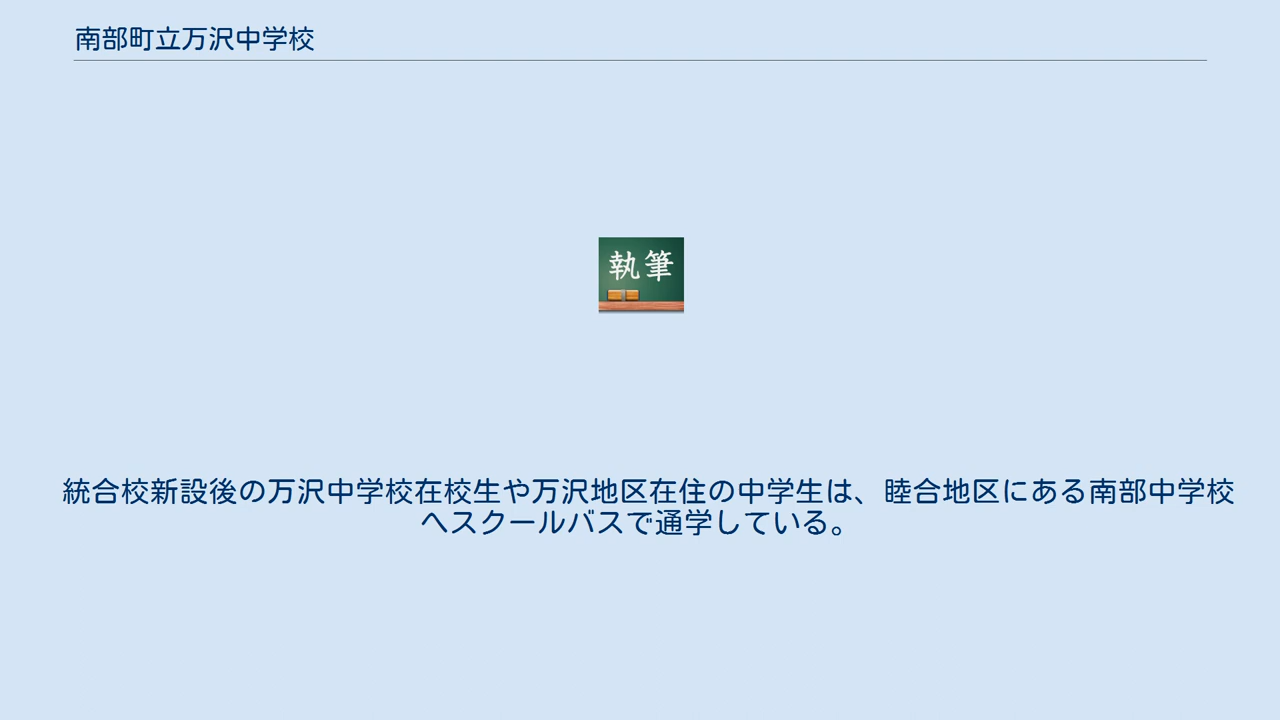 南部町立万沢中学校
執筆
統合校新設後の万沢中学校在校生や万沢地区在住の中学生は、睦合地区にある南部中学校
へスクールバスで通学している。